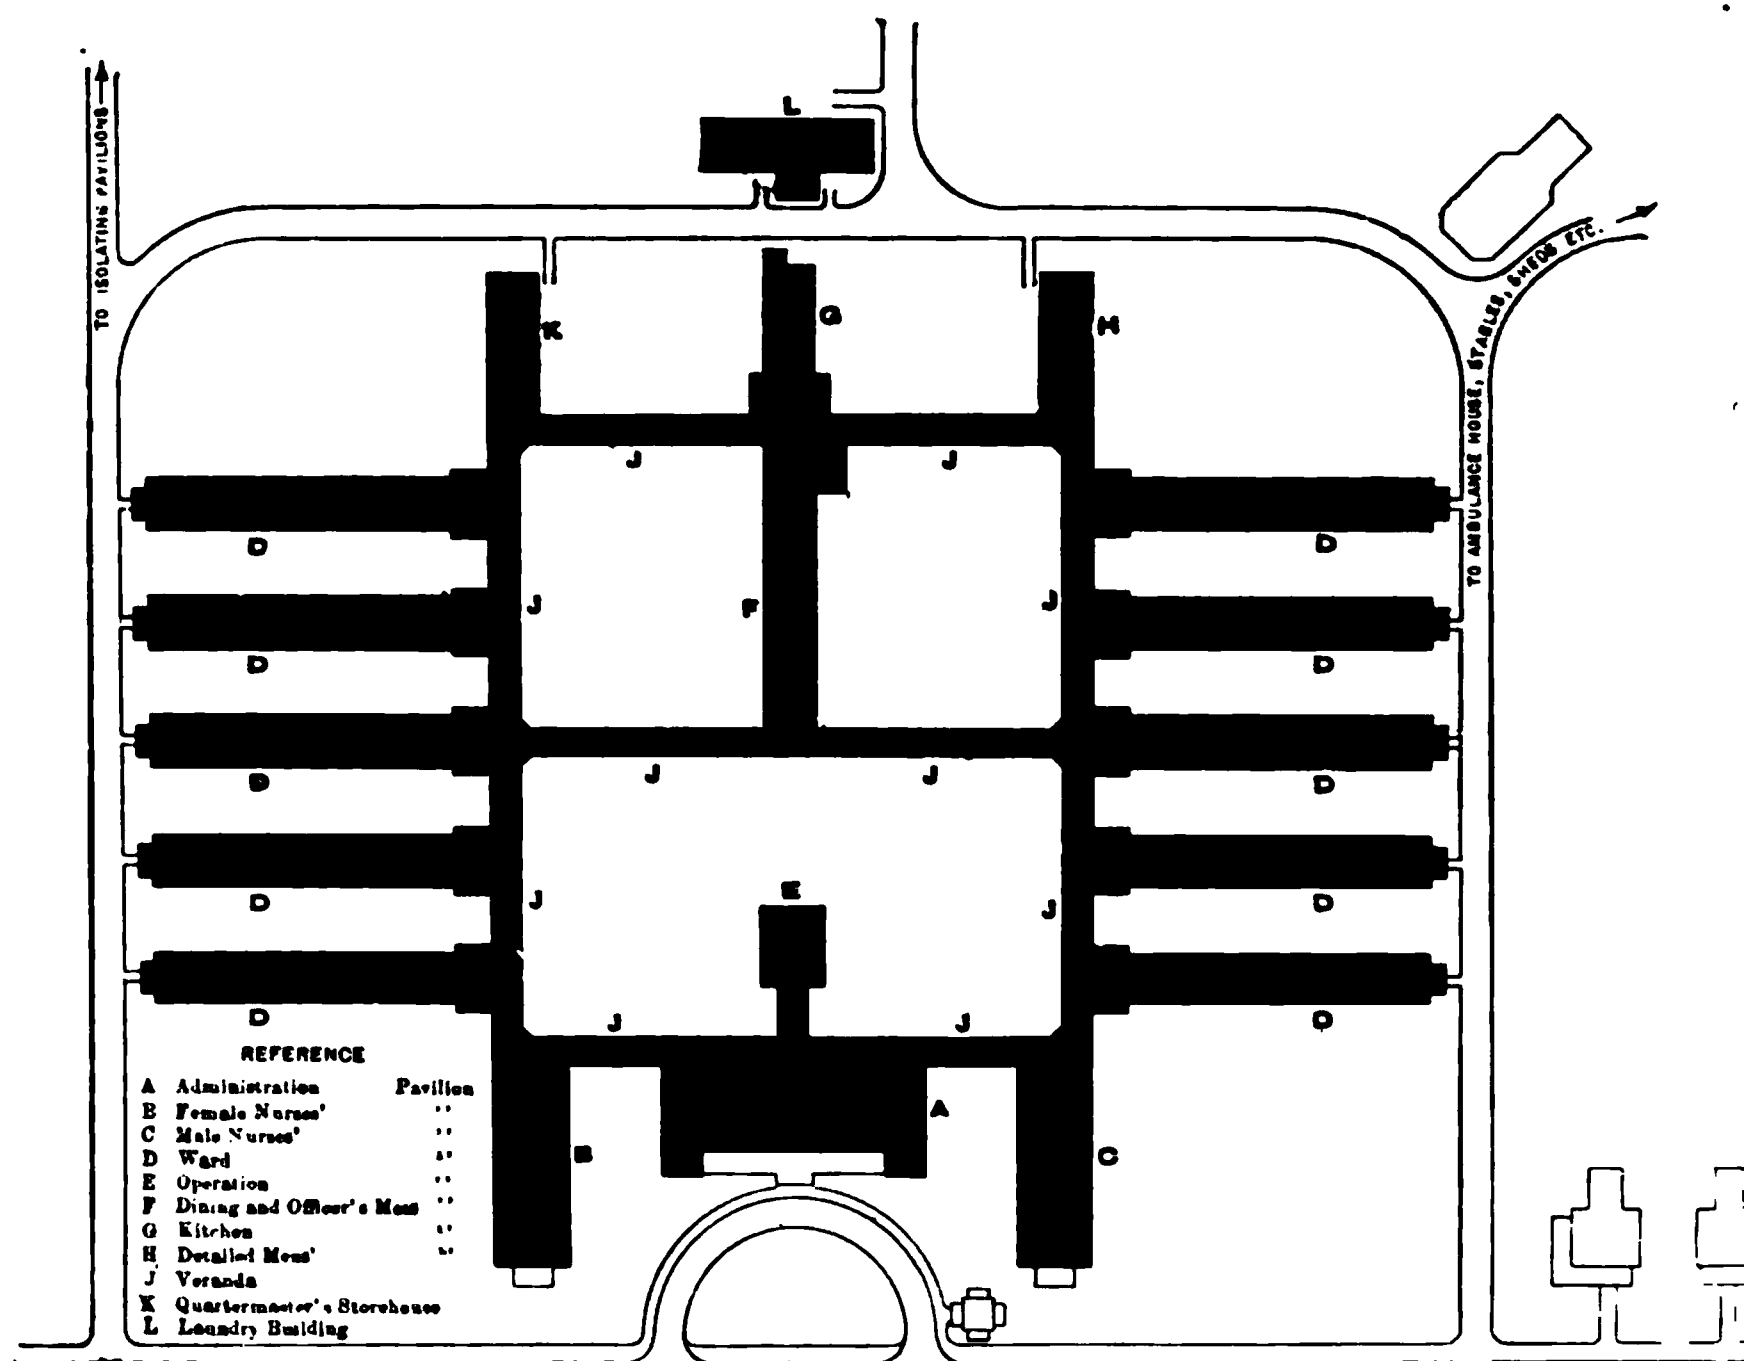 L
TO ISOLATING PAVILIONS
TO AMBULANCE HOUSE, STABLES, SHEDS ETC.
K
G
H
J
J
D
D
J
F
J
D
D
J
J
D
D
E
J
J
D
D
J
J
D
D
REFERENCE
A Administration Pavilion
B Female Nurses' "
C Male Nurses' "
D Ward "
E Operation "
F Dining and Officer's Mess "
G Kitchen "
H Detailed Mens' "
J Veranda
K Quartermaster's Storehouse
L Laundry Building
A
B
C